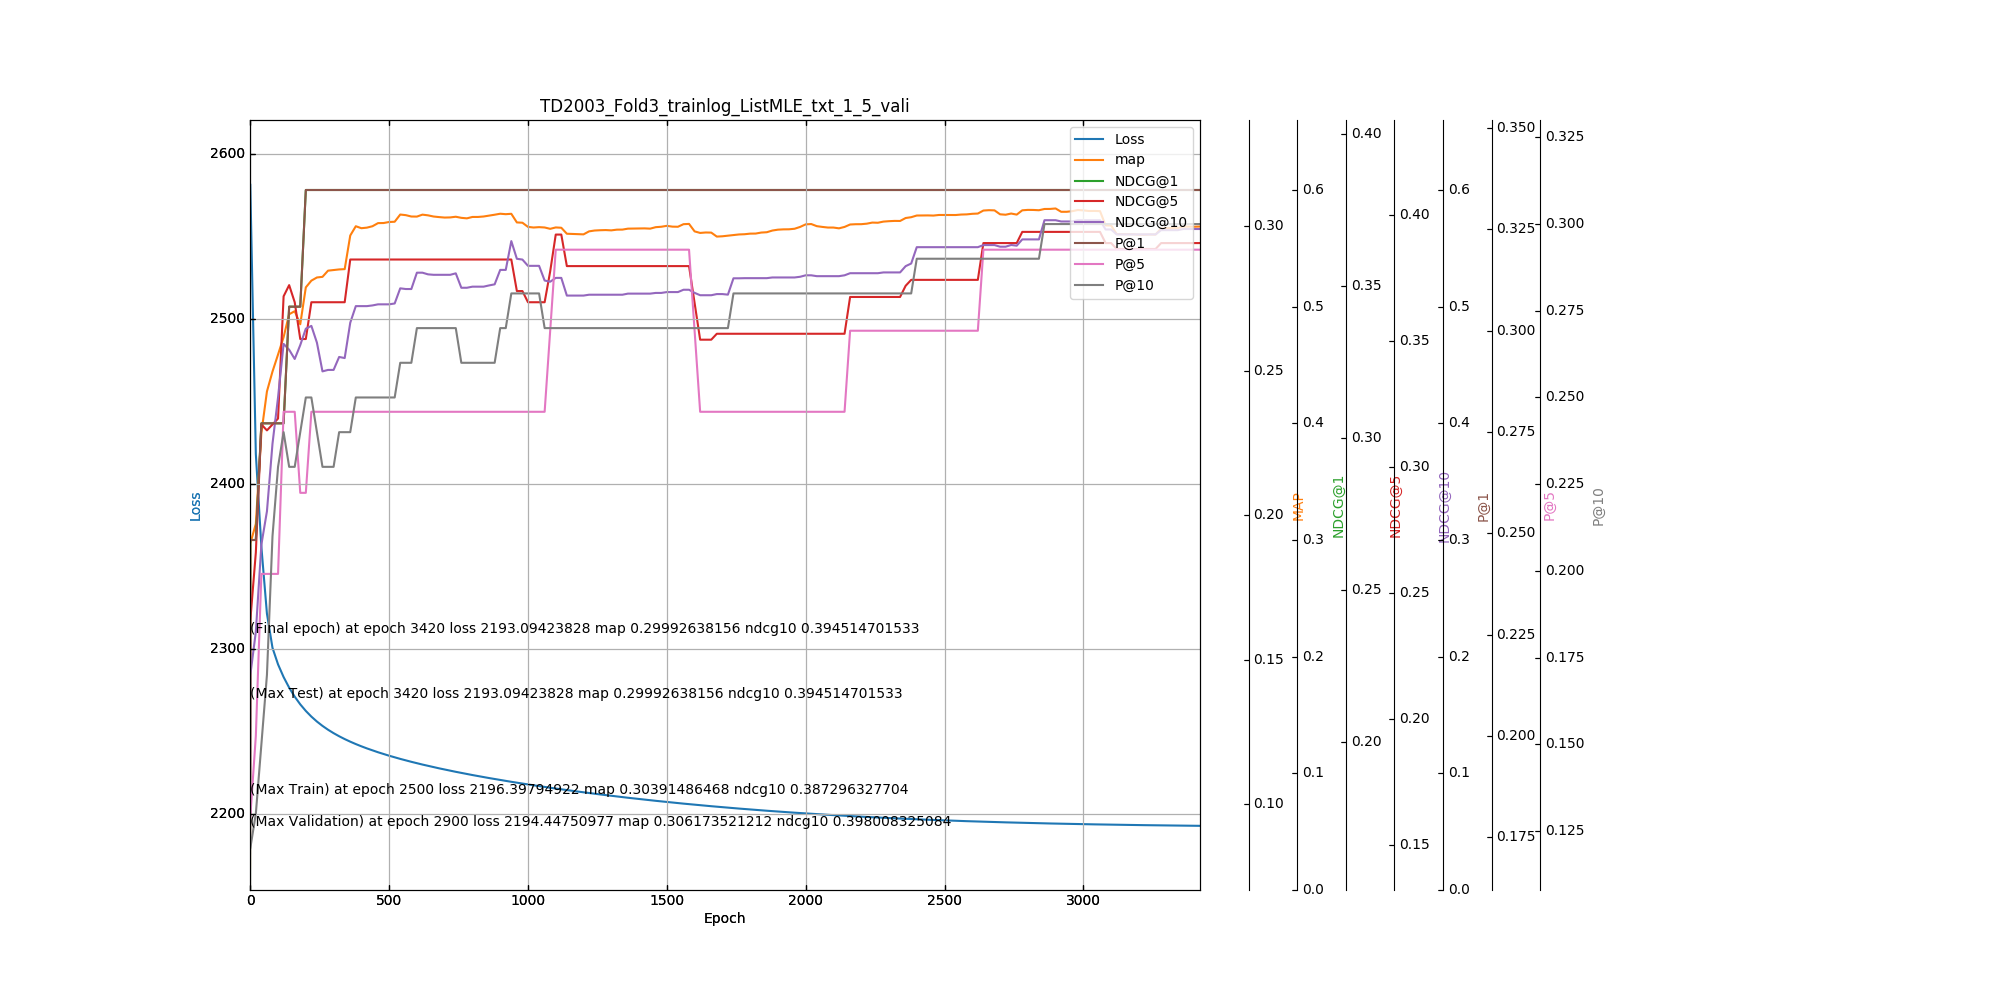 TD2003_Fold3_trainlog_ListMLE_txt_1_5_vali
Loss
map
NDCG@1
NDCG@5
NDCG@10
P@1
P@5
P@10
2600
2500
2400
2300
2200
Loss
(Final epoch) at epoch 3420 loss 2193.09423828 map 0.29992638156 ndcg10 0.394514701533
(Max Test) at epoch 3420 loss 2193.09423828 map 0.29992638156 ndcg10 0.394514701533
(Max Train) at epoch 2500 loss 2196.39794922 map 0.30391486468 ndcg10 0.387296327704
(Max Validation) at epoch 2900 loss 2194.44750977 map 0.306173521212 ndcg10 0.398008325084
0 500 1000 1500 2000 2500 3000
Epoch
0.30
0.25
0.20
0.15
0.10
MAP
0.6
0.5
0.4
0.3
0.2
0.1
0.0
NDCG@1
0.40
0.35
0.30
0.25
0.20
NDCG@5
0.40
0.35
0.30
0.25
0.20
0.15
NDCG@10
0.6
0.5
0.4
0.3
0.2
0.1
0.0
P@1
0.350
0.325
0.300
0.275
0.250
0.225
0.200
0.175
P@5
0.325
0.300
0.275
0.250
0.225
0.200
0.175
0.150
0.125
P@10